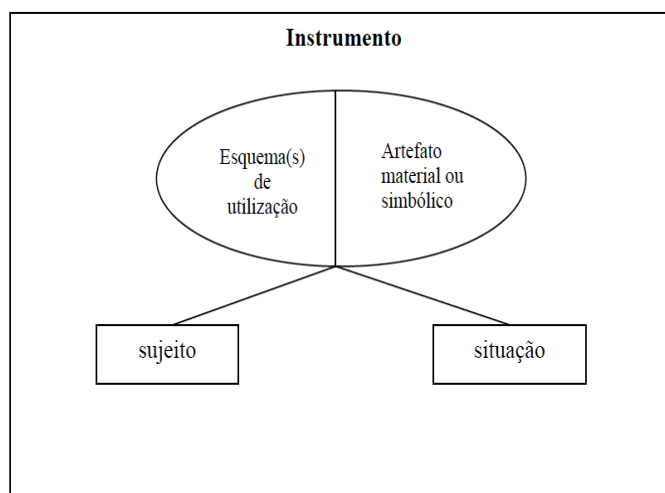 Instrumento
Esquema(s)
de
utilização
Artefato
material ou
simbólico
sujeito
situação